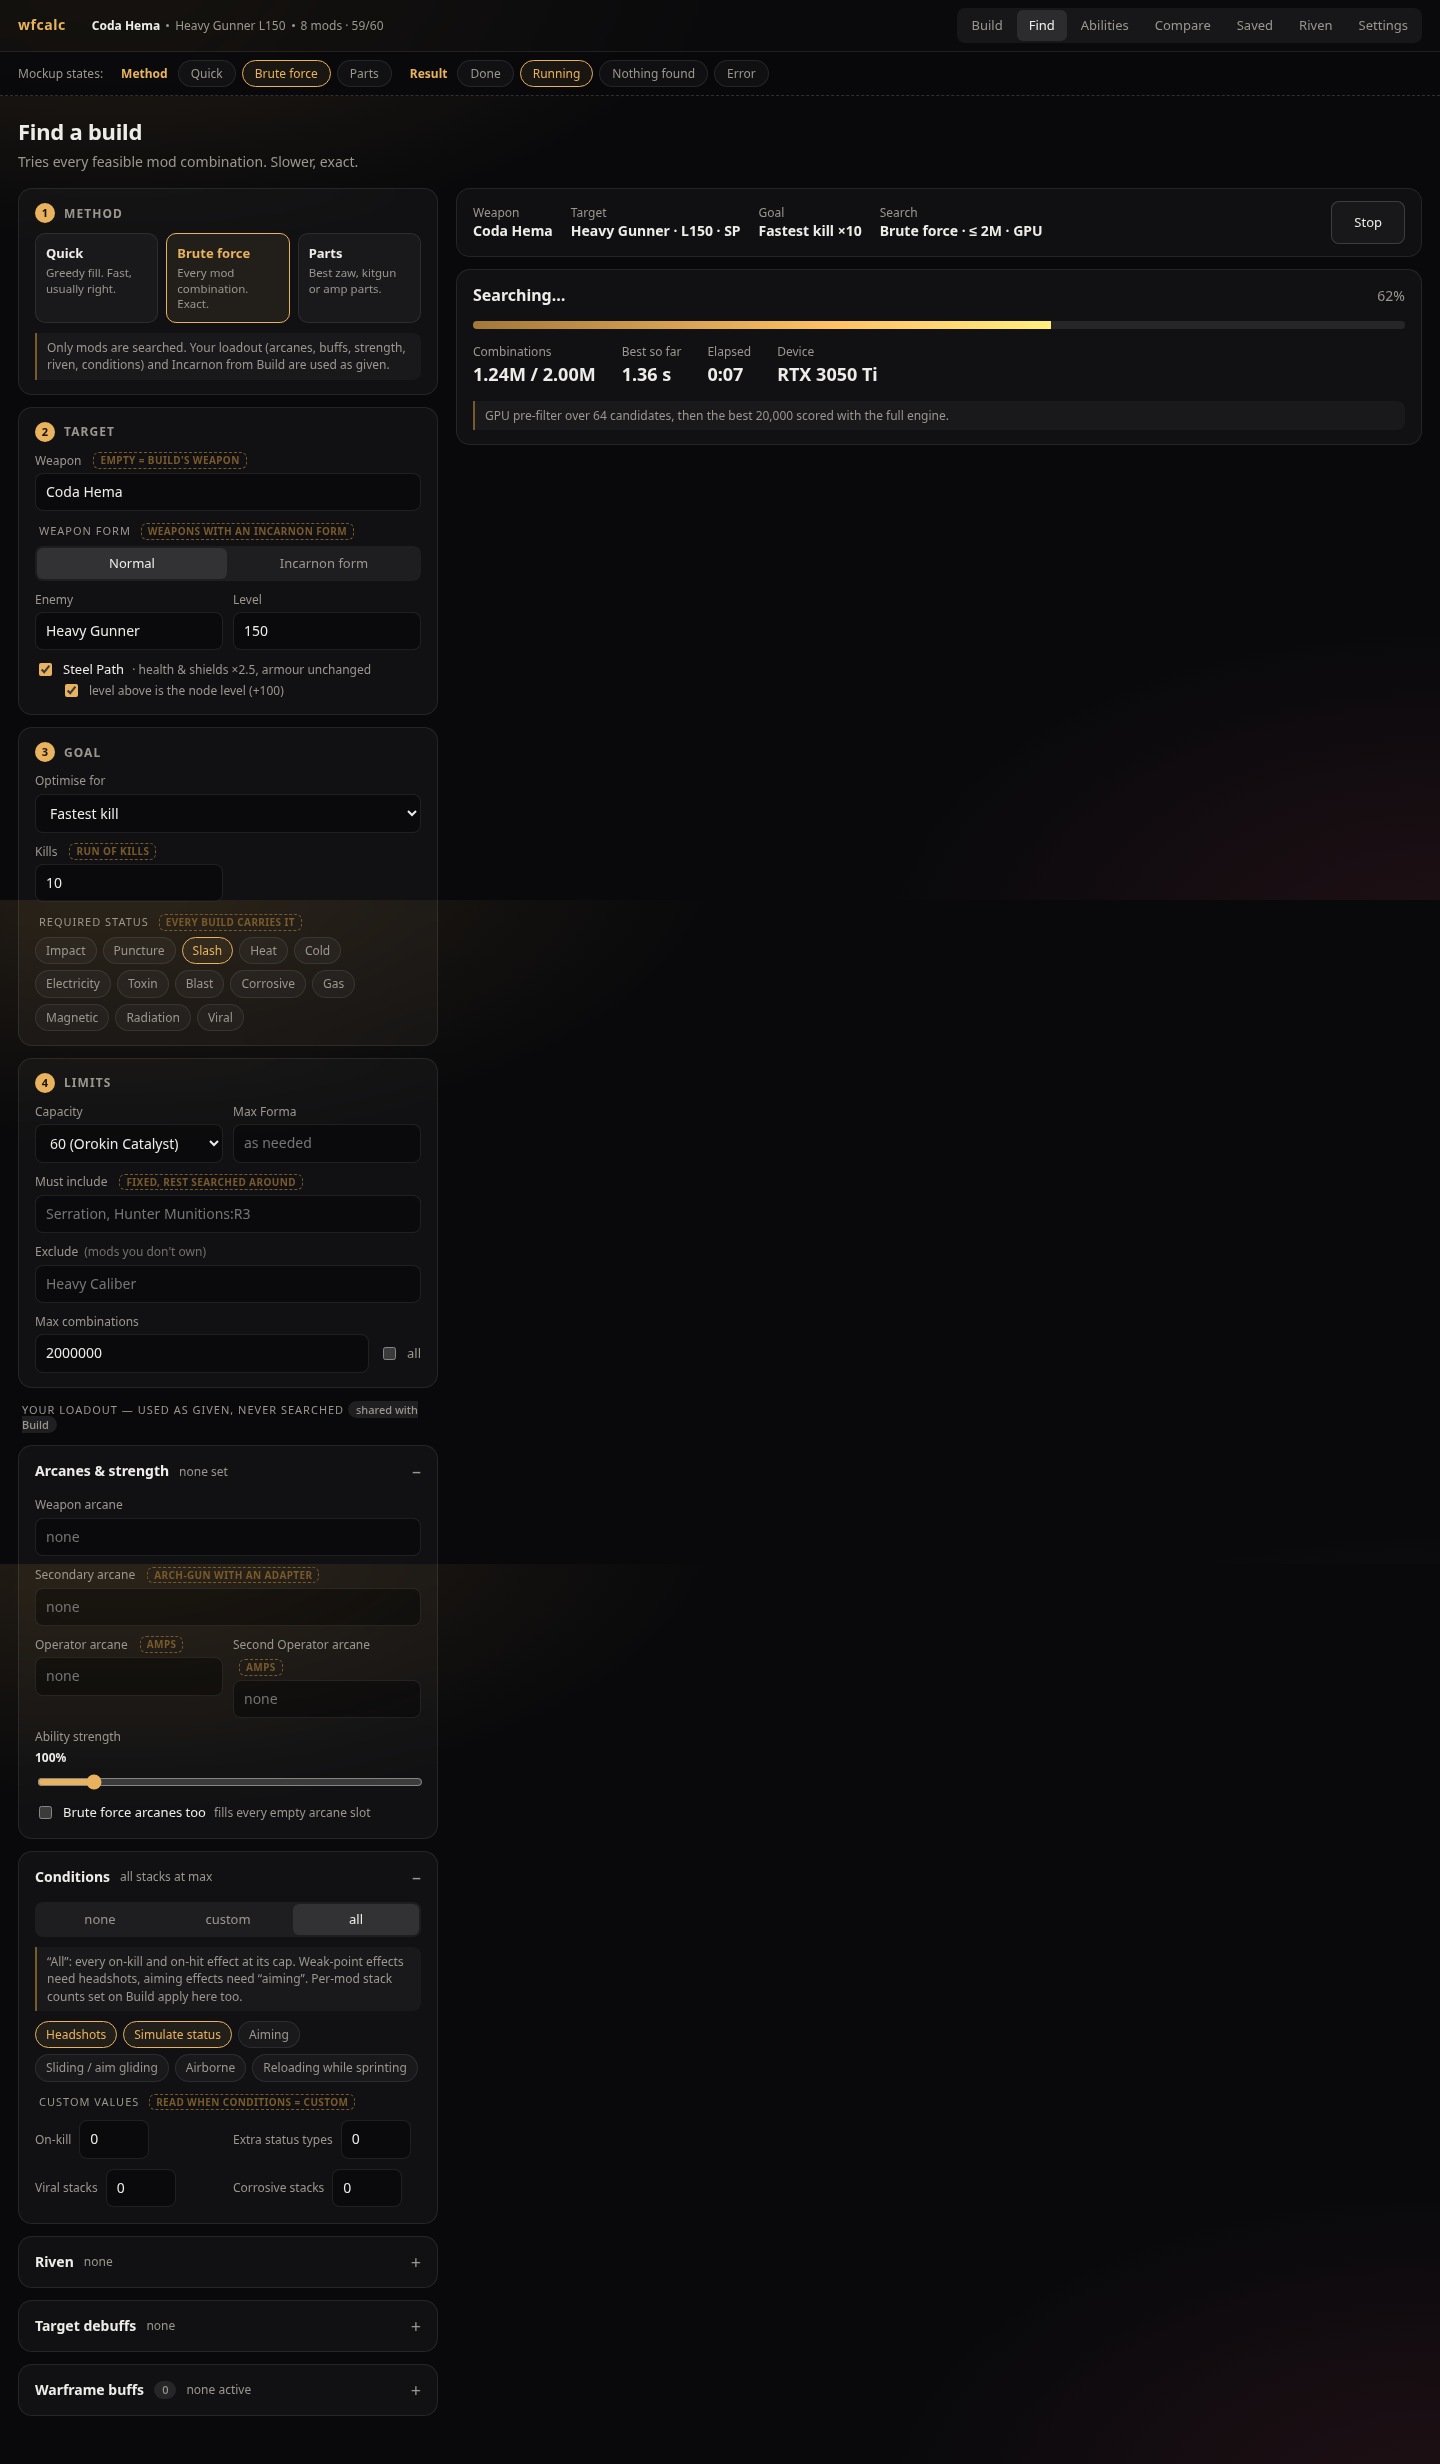 wfcalc
Coda Hema • Heavy Gunner L150 • 8 mods · 59/60
Build Find Abilities Compare Saved Riven Settings
Mockup states: Method Quick Brute force Parts Result Done Running Nothing found Error
Find a build
Tries every feasible mod combination. Slower, exact.
1 METHOD
Quick
Greedy fill. Fast,
usually right.
Brute force
Every mod
combination.
Exact.
Parts
Best zaw, kitgun
or amp parts.
Only mods are searched. Your loadout (arcanes, buffs, strength,
riven, conditions) and Incarnon from Build are used as given.
2 TARGET
Weapon EMPTY = BUILD'S WEAPON
Coda Hema
WEAPON FORM WEAPONS WITH AN INCARNON FORM
Normal Incarnon form
Enemy Level
Heavy Gunner 150
Steel Path · health & shields ×2.5, armour unchanged
level above is the node level (+100)
3 GOAL
Optimise for
Fastest kill
Kills RUN OF KILLS
10
REQUIRED STATUS EVERY BUILD CARRIES IT
Impact Puncture Slash Heat Cold
Electricity Toxin Blast Corrosive Gas
Magnetic Radiation Viral
4 LIMITS
Capacity Max Forma
60 (Orokin Catalyst) as needed
Must include FIXED, REST SEARCHED AROUND
Serration, Hunter Munitions:R3
Exclude (mods you don't own)
Heavy Caliber
Max combinations
2000000 all
YOUR LOADOUT — USED AS GIVEN, NEVER SEARCHED shared with
Build
Arcanes & strength none set –
Weapon arcane
none
Secondary arcane ARCH-GUN WITH AN ADAPTER
none
Operator arcane AMPS Second Operator arcane
AMPS
none
none
Ability strength
100%
Brute force arcanes too fills every empty arcane slot
Conditions all stacks at max –
none custom all
“All”: every on-kill and on-hit effect at its cap. Weak-point effects
need headshots, aiming effects need “aiming”. Per-mod stack
counts set on Build apply here too.
Headshots Simulate status Aiming
Sliding / aim gliding Airborne Reloading while sprinting
CUSTOM VALUES READ WHEN CONDITIONS = CUSTOM
On-kill 0 Extra status types 0
Viral stacks 0 Corrosive stacks 0
Riven none +
Target debuffs none +
Warframe buffs 0 none active +
Weapon Target Goal Search
Coda Hema Heavy Gunner · L150 · SP Fastest kill ×10 Brute force · ≤ 2M · GPU
Stop
Searching… 62%
Combinations Best so far Elapsed Device
1.24M / 2.00M 1.36 s 0:07 RTX 3050 Ti
GPU pre-filter over 64 candidates, then the best 20,000 scored with the full engine.